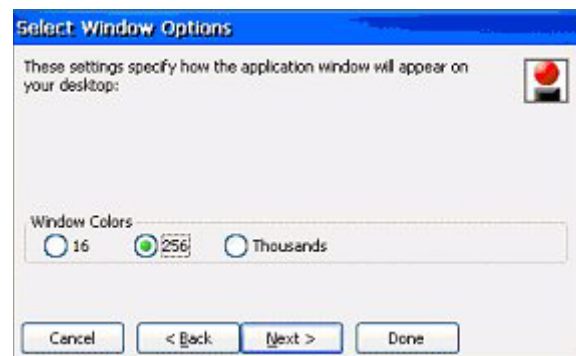 Select Window Options
These settings specify how the application window will appear on
your desktop:
Window Colors
16 256 Thousands
Cancel < Back Next > Done